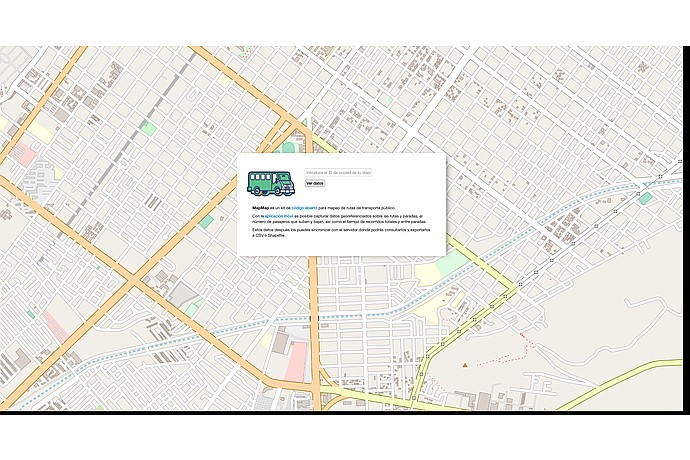 Introduce el ID de unidad de tu dispo
Ver datos
MapMap es un kit de código abierto para mapeo de rutas de transporte público.
Con la aplicación móvil es posible capturar datos georeferenciados sobre las rutas y paradas, el
número de pasajeros que suben y bajan, así como el tiempo de recorridos totales y entre paradas.
Estos datos después los puedes sincronizar con el servidor donde podrás consultarlos y exportarlos
a CSV o Shapefile.